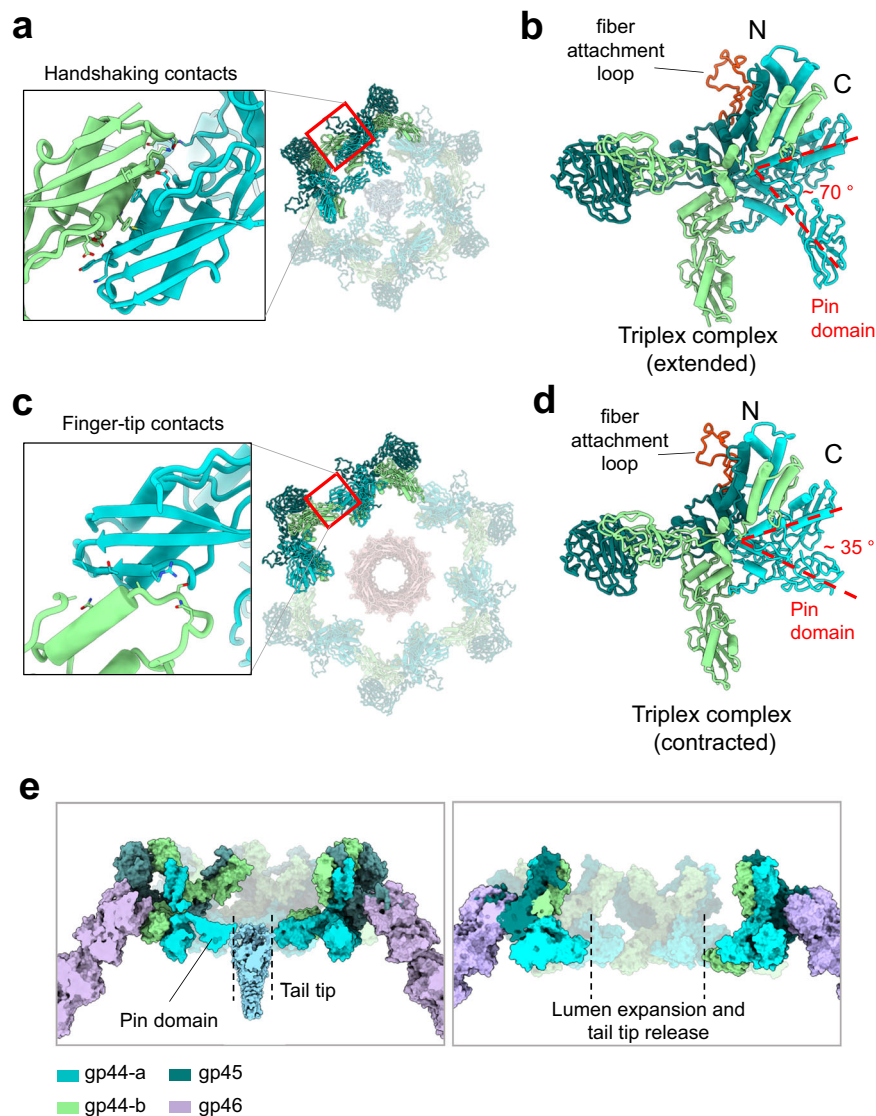 a
Handshaking contacts
b
fiber
attachment
loop
N
C
~ 70 °
Pin
domain
Triplex complex
(extended)
c
Finger-tip contacts
d
fiber
attachment
loop
N
C
~ 35 °
Pin
domain
Triplex complex
(contracted)
e
Pin domain
Tail tip
Lumen expansion and
tail tip release
gp44-a
gp45
gp44-b
gp46